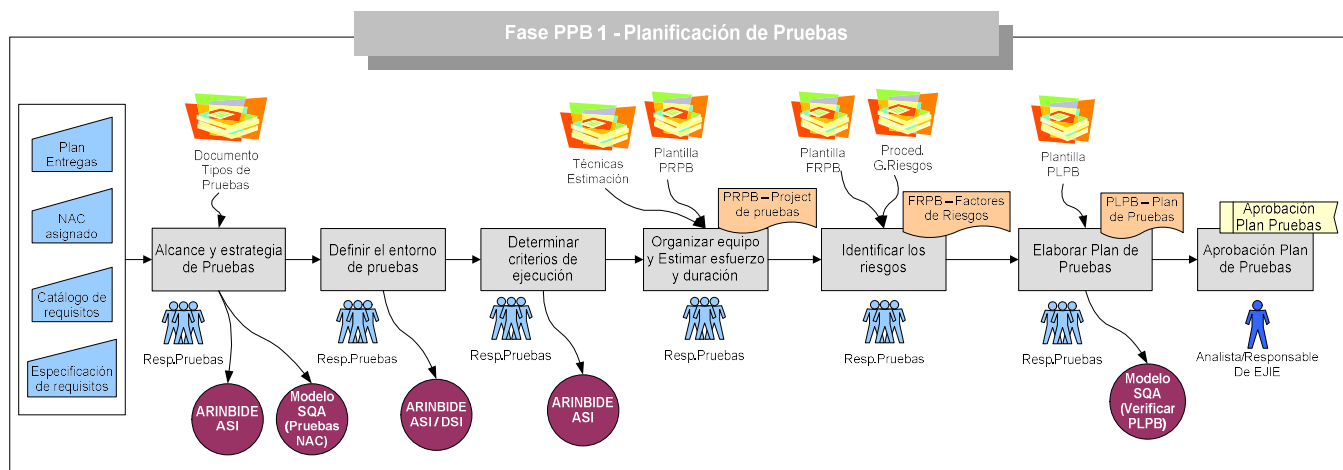 Fase PPB 1 - Planificación de Pruebas
Plan
Entregas
NAC
asignado
Catálogo de
requisitos
Especificación
de requisitos
Documento
Tipos de
Pruebas
Alcance y estrategia
de Pruebas
Resp.Pruebas
ARINBIDE
ASI
Modelo
SQA
(Pruebas
NAC)
Definir el entorno
de pruebas
Resp.Pruebas
ARINBIDE
ASI / DSI
Determinar
criterios de
ejecución
Resp.Pruebas
ARINBIDE
ASI
Técnicas
Estimación
Plantilla
PRPB
PRPB – Project
de pruebas
Organizar equipo
y Estimar esfuerzo
y duración
Resp.Pruebas
Plantilla
FRPB
Proced.
G.Riesgos
FRPB – Factores
de Riesgos
Identificar los
riesgos
Resp.Pruebas
Plantilla
PLPB
PLPB – Plan
de Pruebas
Elaborar Plan de
Pruebas
Resp.Pruebas
Modelo
SQA
(Verificar
PLPB)
Aprobación
Plan Pruebas
Aprobación Plan
de Pruebas
Analista/Responsable
De EJIE